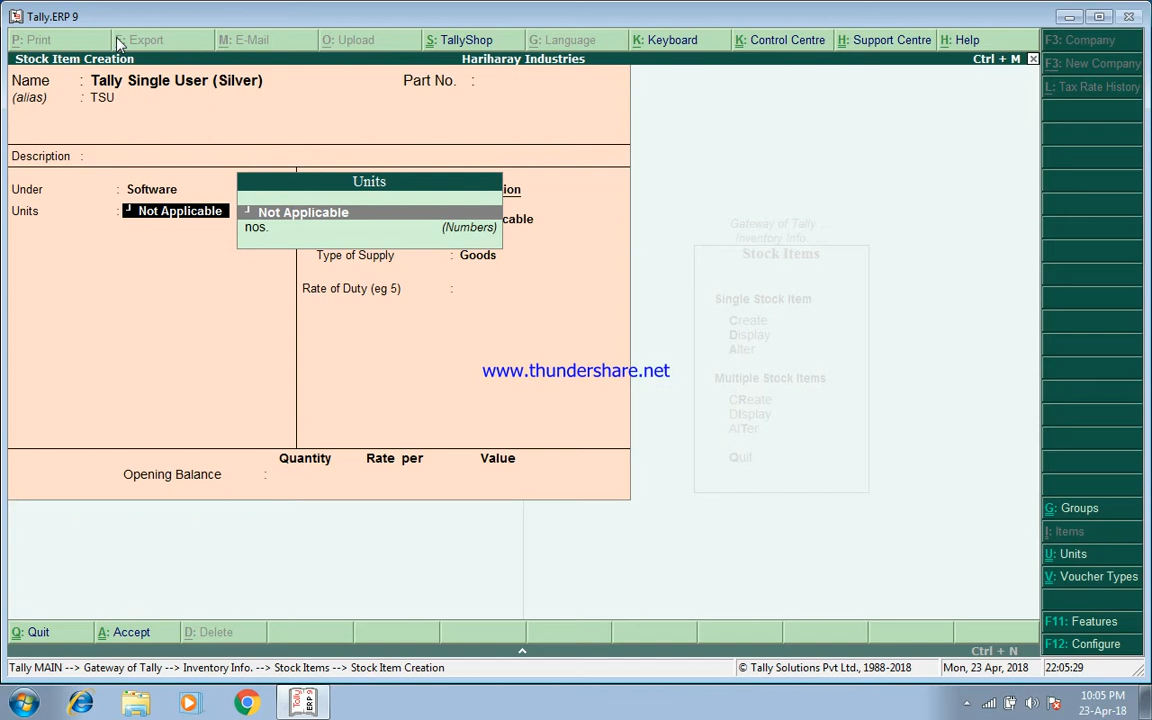 Tally.ERP 9
P: Print
E: Export
M: E-Mail
O: Upload
S: TallyShop
G: Language
K: Keyboard
K: Control Centre
H: Support Centre
H: Help
F3: Company
Stock Item Creation
Hariharay Industries
Ctrl + M
F3: New Company
Name : Tally Single User (Silver)
Part No. :
L: Tax Rate History
(alias) : TSU
Description :
Under : Software
Units : ┘ Not Applicable
Units
┘ Not Applicable
nos. (Numbers)
ion
cable
Type of Supply : Goods
Rate of Duty (eg 5) :
Gateway of Tally ...
Inventory Info. ...
Stock Items
Single Stock Item
Create
Display
Alter
Multiple Stock Items
CReate
DIsplay
AlTer
Quit
www.thundershare.net
Quantity Rate per Value
Opening Balance :
G: Groups
I: Items
U: Units
V: Voucher Types
F11: Features
F12: Configure
Q: Quit
A: Accept
D: Delete
Ctrl + N
Tally MAIN --> Gateway of Tally --> Inventory Info. --> Stock Items --> Stock Item Creation
© Tally Solutions Pvt Ltd., 1988-2018
Mon, 23 Apr, 2018
22:05:29
Tally ERP 9
10:05 PM
23-Apr-18